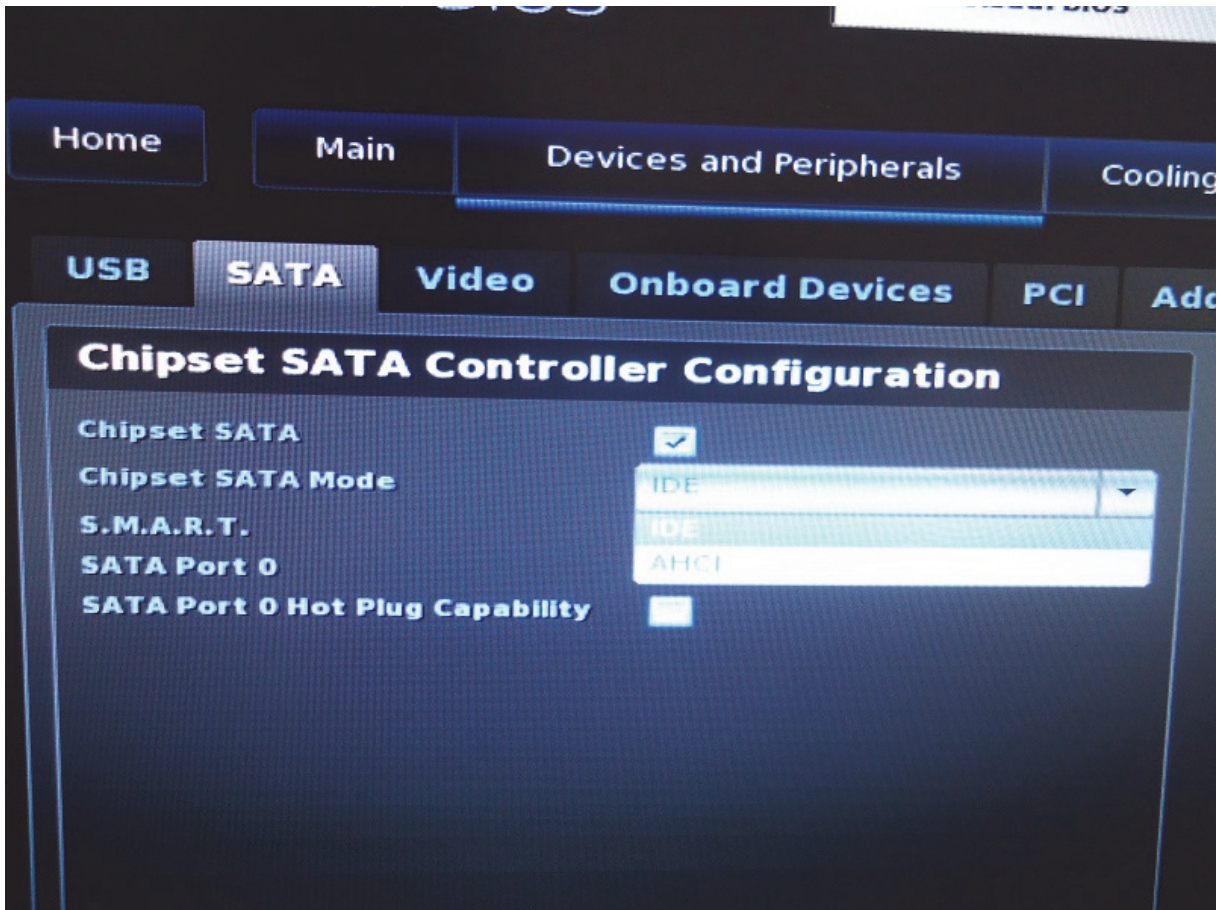 Home
Main
Devices and Peripherals
Cooling
USB
SATA
Video
Onboard Devices
PCI
Chipset SATA Controller Configuration
Chipset SATA
Chipset SATA Mode
IDE
S.M.A.R.T.
IDE
SATA Port 0
AHCI
SATA Port 0 Hot Plug Capability